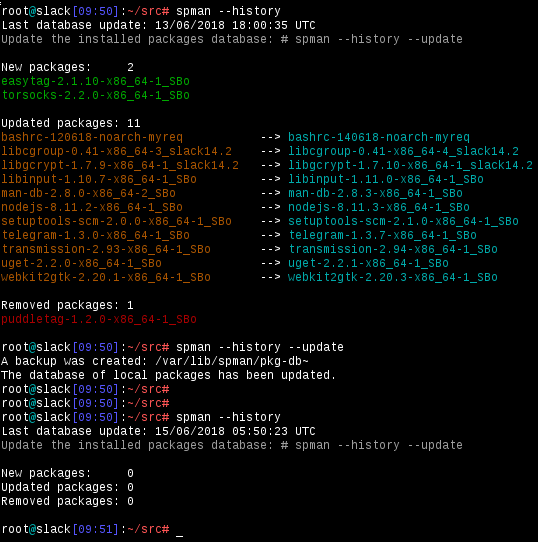 root@slack[09:50]:~/src# spman --history
Last database update: 13/06/2018 18:00:35 UTC
Update the installed packages database: # spman --history --update
New packages:     2
easytag-2.1.10-x86_64-1_SBo
torsocks-2.2.0-x86_64-1_SBo
Updated packages: 11
bashrc-120618-noarch-myreq --> bashrc-140618-noarch-myreq
libcgroup-0.41-x86_64-3_slack14.2 --> libcgroup-0.41-x86_64-4_slack14.2
libgcrypt-1.7.9-x86_64-1_slack14.2 --> libgcrypt-1.7.10-x86_64-1_slack14.2
libinput-1.10.7-x86_64-1_SBo --> libinput-1.11.0-x86_64-1_SBo
man-db-2.8.0-x86_64-2_SBo --> man-db-2.8.3-x86_64-1_SBo
nodejs-8.11.2-x86_64-1_SBo --> nodejs-8.11.3-x86_64-1_SBo
setuptools-scm-2.0.0-x86_64-1_SBo --> setuptools-scm-2.1.0-x86_64-1_SBo
telegram-1.3.0-x86_64-1_SBo --> telegram-1.3.7-x86_64-1_SBo
transmission-2.93-x86_64-1_SBo --> transmission-2.94-x86_64-1_SBo
uget-2.2.0-x86_64-1_SBo --> uget-2.2.1-x86_64-1_SBo
webkit2gtk-2.20.1-x86_64-1_SBo --> webkit2gtk-2.20.3-x86_64-1_SBo
Removed packages: 1
puddletag-1.2.0-x86_64-1_SBo
root@slack[09:50]:~/src# spman --history --update
A backup was created: /var/lib/spman/pkg-db~
The database of local packages has been updated.
root@slack[09:50]:~/src#
root@slack[09:50]:~/src#
root@slack[09:50]:~/src# spman --history
Last database update: 15/06/2018 05:50:23 UTC
Update the installed packages database: # spman --history --update
New packages:     0
Updated packages: 0
Removed packages: 0
root@slack[09:51]:~/src# _